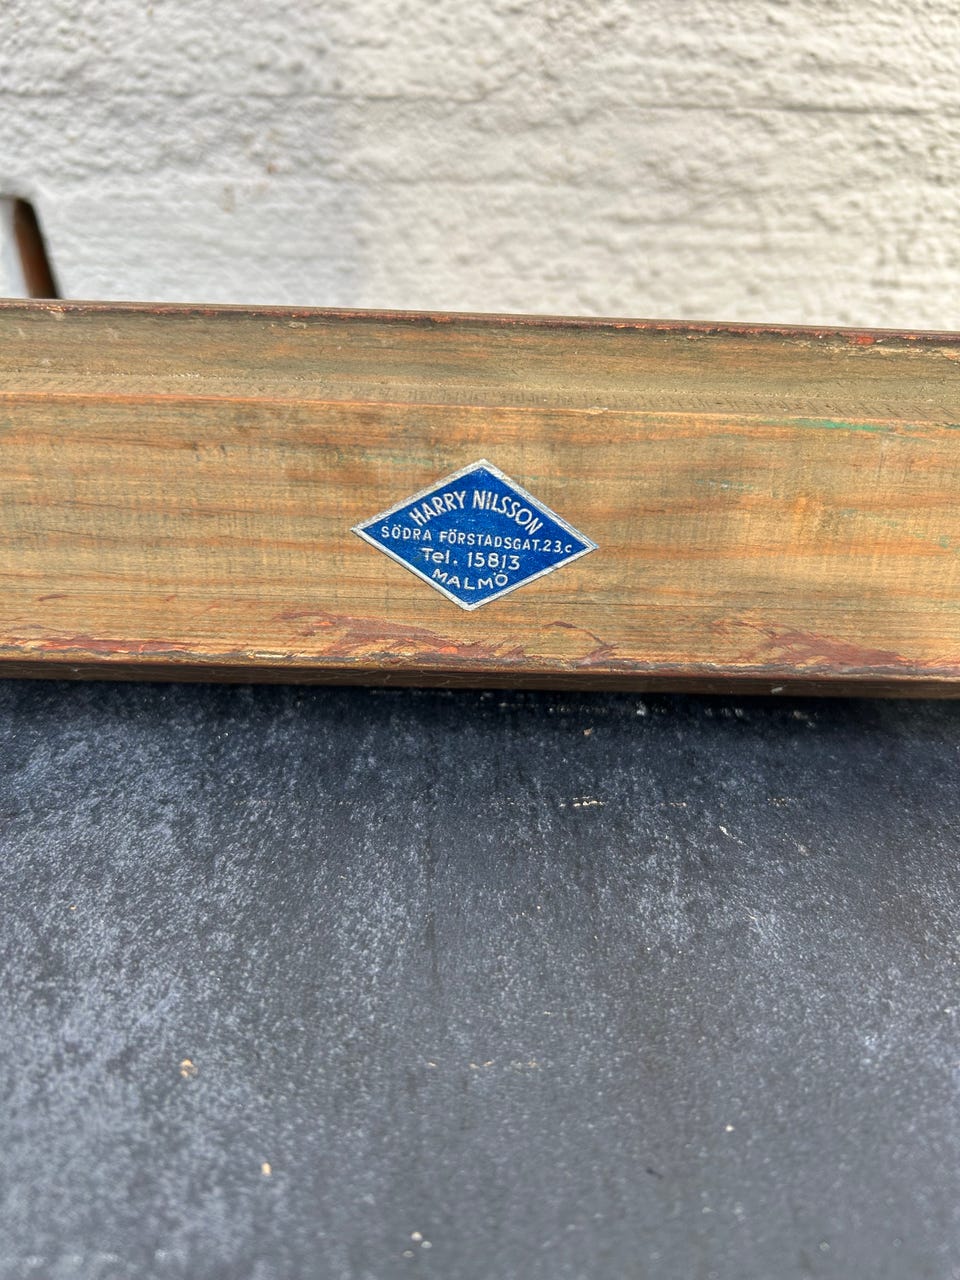 HARRY NILSSON
SÖDRA FÖRSTADSGAT.23.c
Tel. 15813
MALMÖ